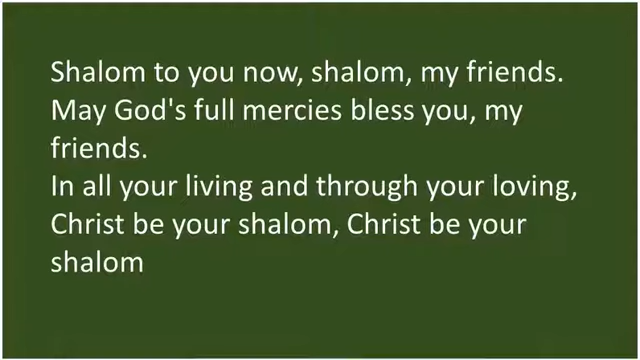 Shalom to you now, shalom, my friends.
May God's full mercies bless you, my
friends.
In all your living and through your loving,
Christ be your shalom, Christ be your
shalom